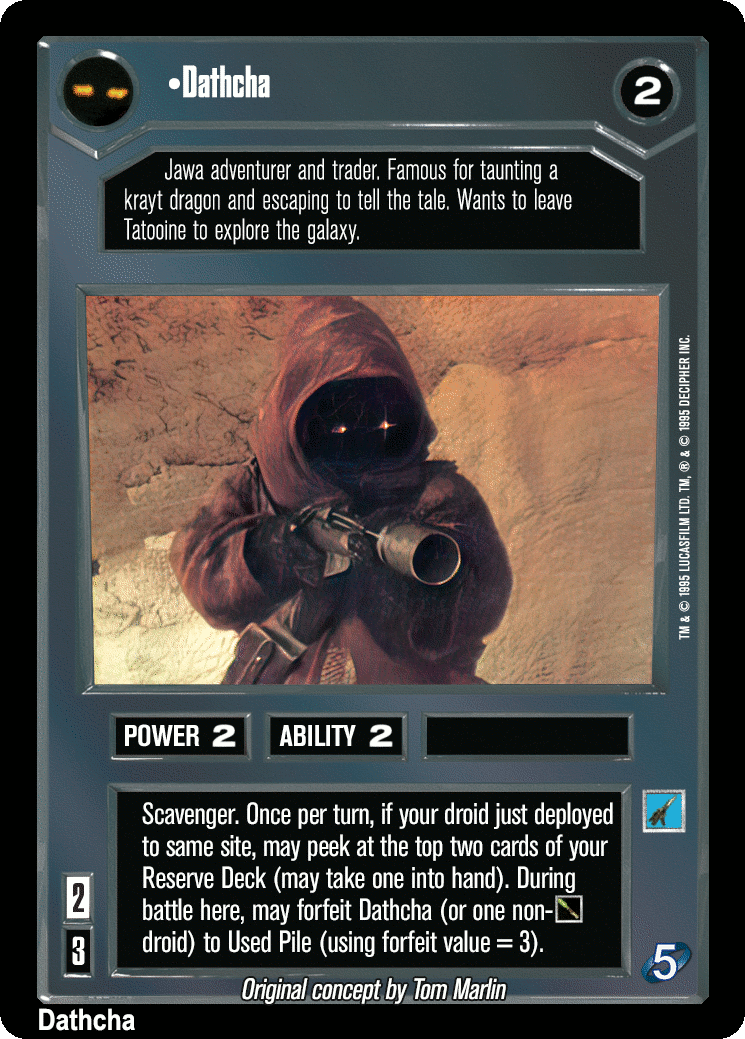 •Dathcha
2
Jawa adventurer and trader. Famous for taunting a
krayt dragon and escaping to tell the tale. Wants to leave
Tatooine to explore the galaxy.
TM & © 1995 LUCASFILM LTD. TM, ® & © 1995 DECIPHER INC.
POWER 2
ABILITY 2
Scavenger. Once per turn, if your droid just deployed
to same site, may peek at the top two cards of your
Reserve Deck (may take one into hand). During
battle here, may forfeit Dathcha (or one non-
droid) to Used Pile (using forfeit value = 3).
2
3
5
Original concept by Tom Marlin
Dathcha